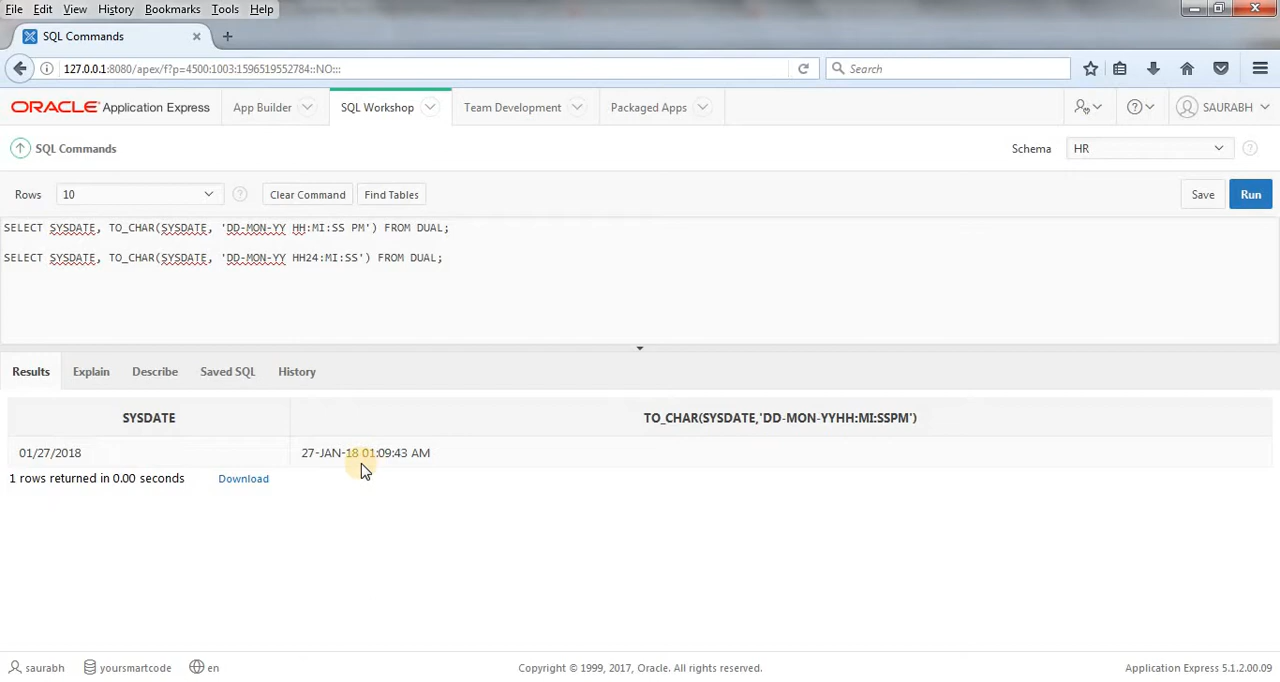 File Edit View History Bookmarks Tools Help
SQL Commands
127.0.0.1:8080/apex/f?p=4500:1003:1596519552784::NO::: Search
ORACLE Application Express App Builder SQL Workshop Team Development Packaged Apps SAURABH
SQL Commands Schema HR
Rows 10 Clear Command Find Tables Save Run
SELECT SYSDATE, TO_CHAR(SYSDATE, 'DD-MON-YY HH:MI:SS PM') FROM DUAL;
SELECT SYSDATE, TO_CHAR(SYSDATE, 'DD-MON-YY HH24:MI:SS') FROM DUAL;
Results Explain Describe Saved SQL History
SYSDATE TO_CHAR(SYSDATE,'DD-MON-YYHH:MI:SSPM')
01/27/2018 27-JAN-18 01:09:43 AM
1 rows returned in 0.00 seconds Download
saurabh yoursmartcode en Copyright © 1999, 2017, Oracle. All rights reserved. Application Express 5.1.2.00.09